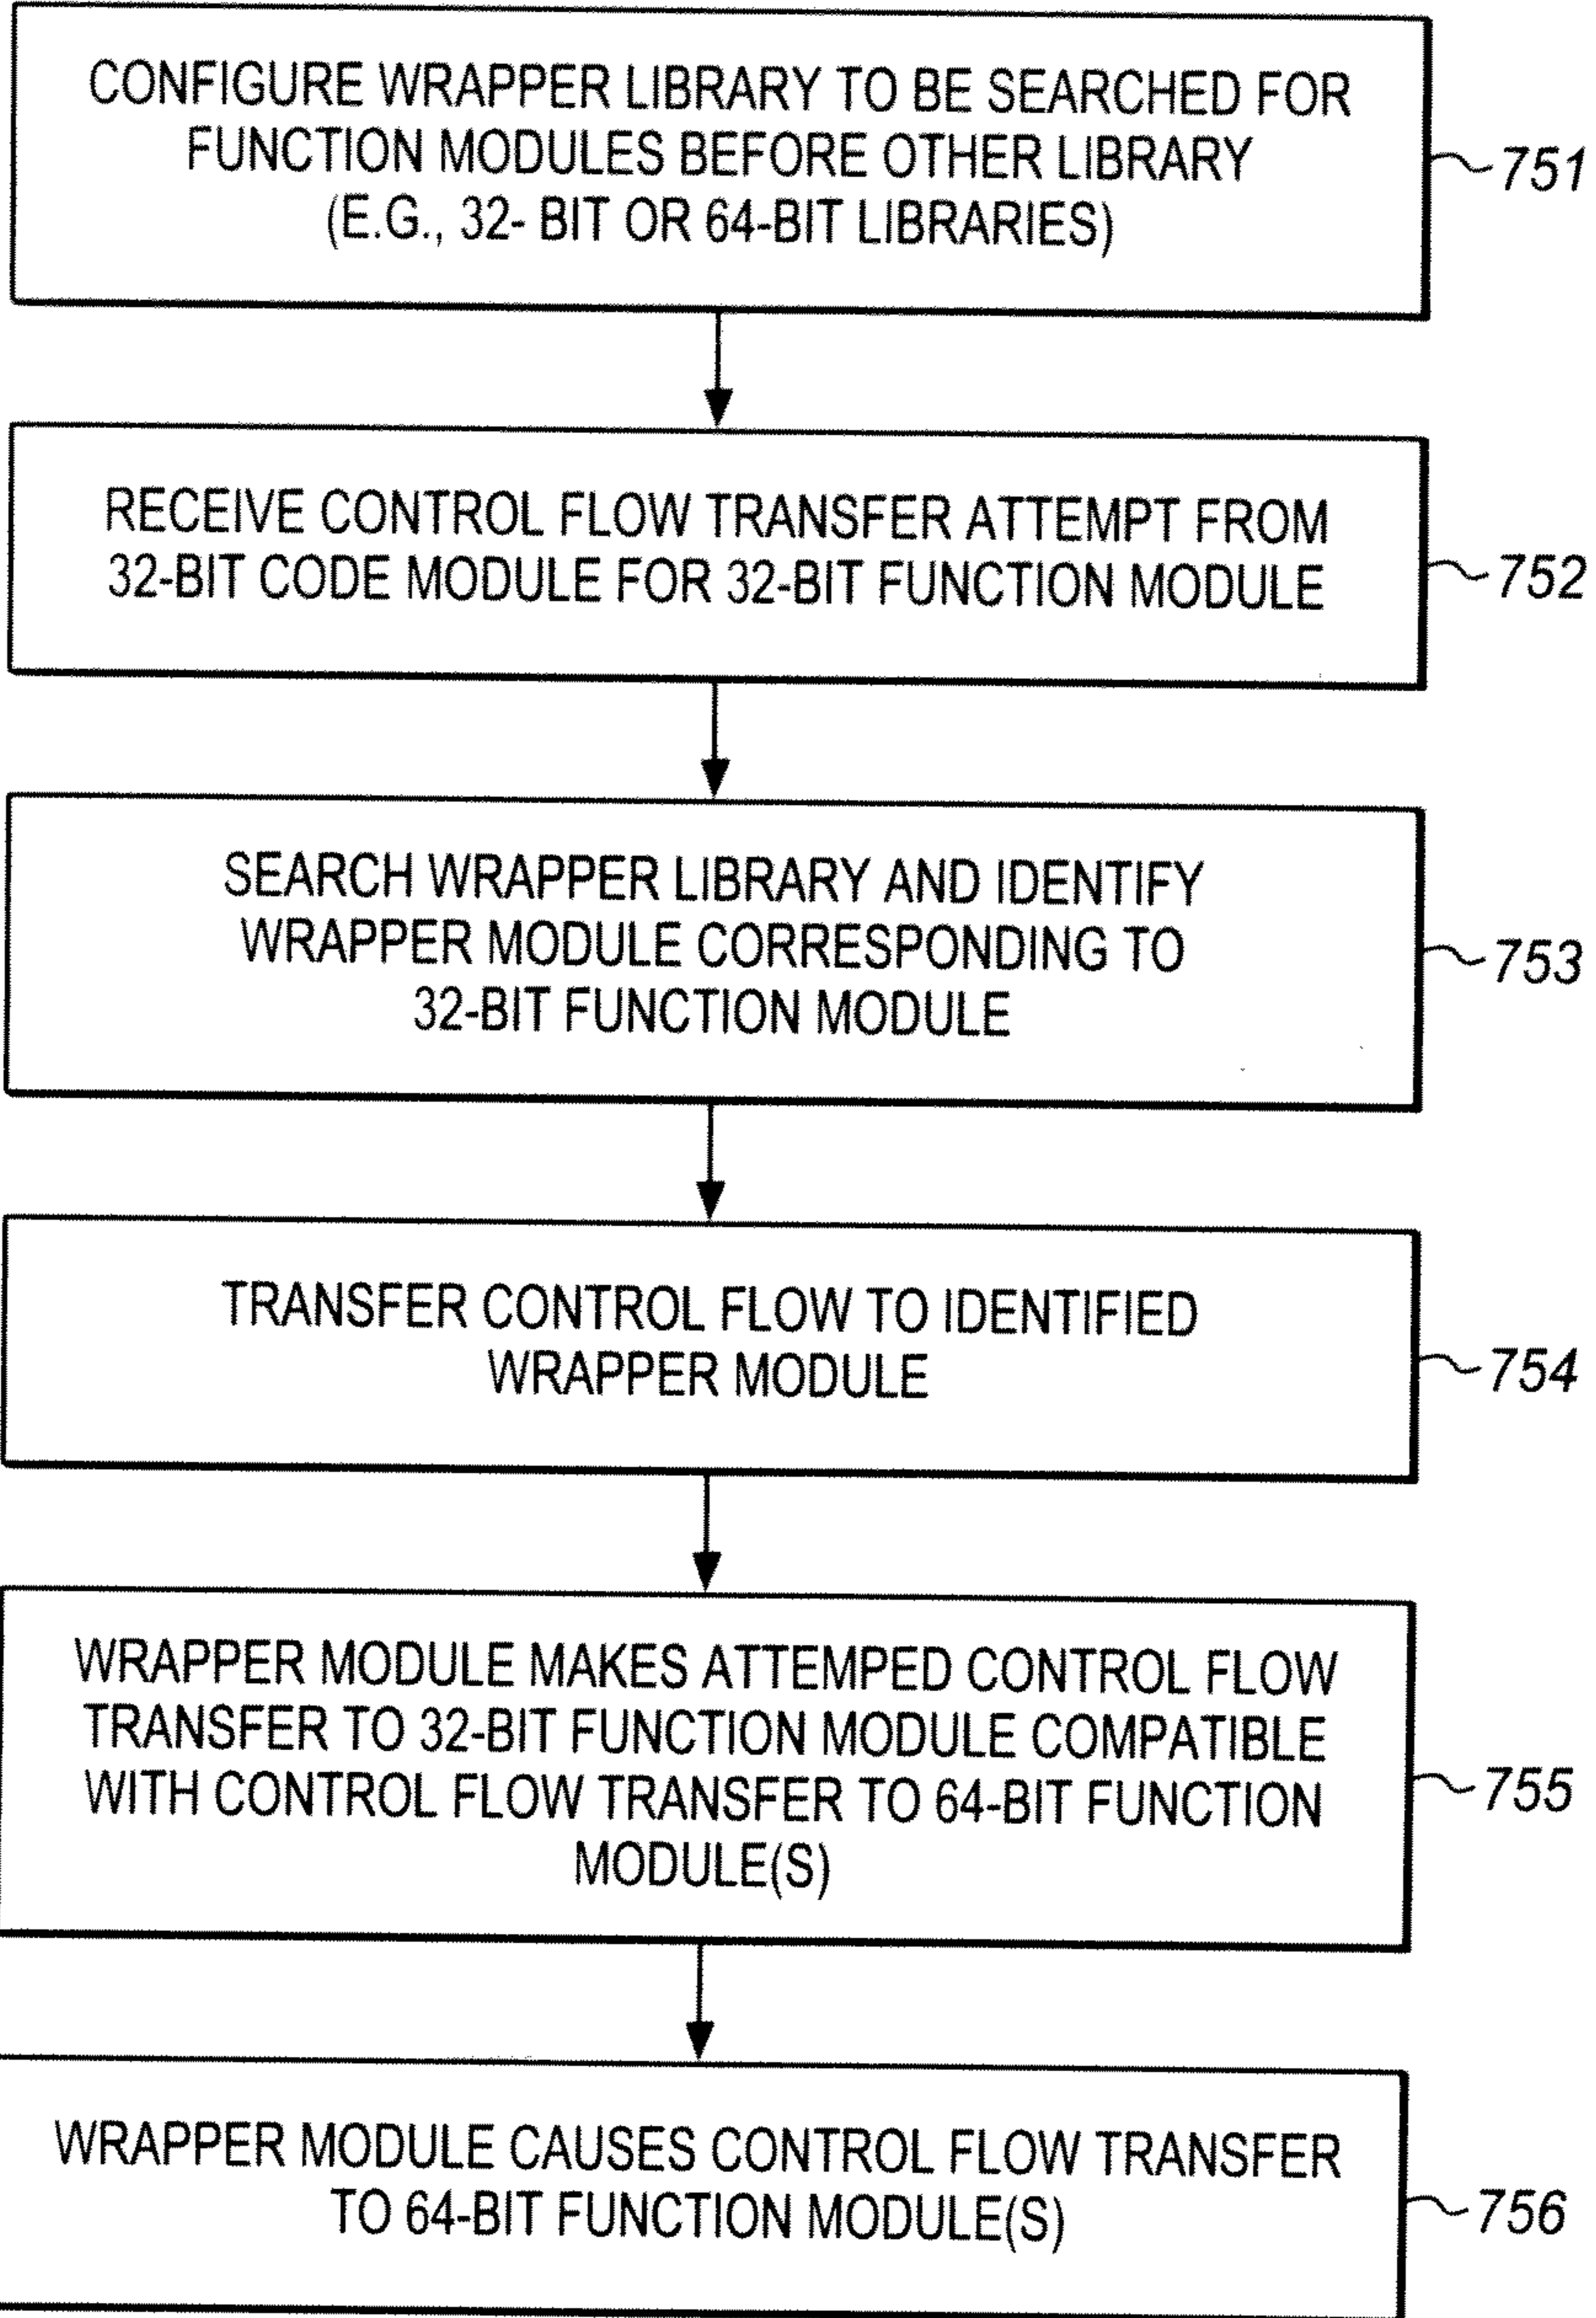 CONFIGURE WRAPPER LIBRARY TO BE SEARCHED FOR
FUNCTION MODULES BEFORE OTHER LIBRARY
(E.G., 32- BIT OR 64-BIT LIBRARIES)
751
RECEIVE CONTROL FLOW TRANSFER ATTEMPT FROM
32-BIT CODE MODULE FOR 32-BIT FUNCTION MODULE
752
SEARCH WRAPPER LIBRARY AND IDENTIFY
WRAPPER MODULE CORRESPONDING TO
32-BIT FUNCTION MODULE
753
TRANSFER CONTROL FLOW TO IDENTIFIED
WRAPPER MODULE
754
WRAPPER MODULE MAKES ATTEMPED CONTROL FLOW
TRANSFER TO 32-BIT FUNCTION MODULE COMPATIBLE
WITH CONTROL FLOW TRANSFER TO 64-BIT FUNCTION
MODULE(S)
755
WRAPPER MODULE CAUSES CONTROL FLOW TRANSFER
TO 64-BIT FUNCTION MODULE(S)
756